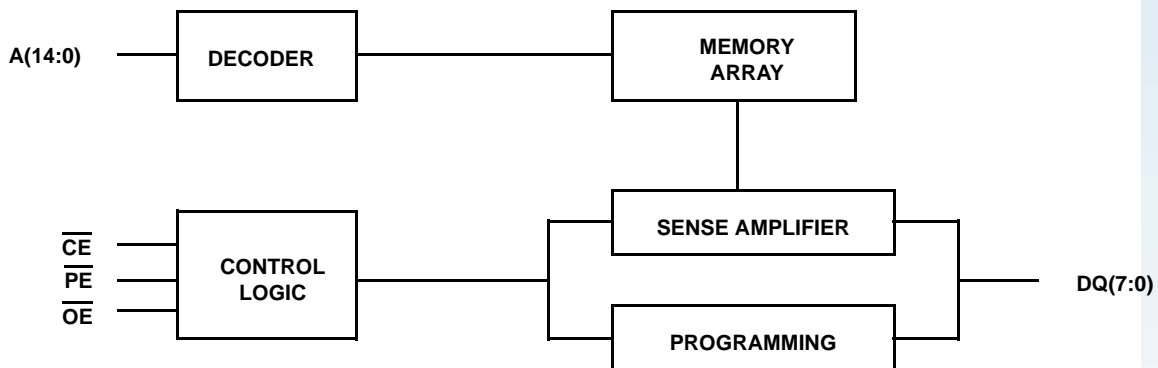 A(14:0)
DECODER
MEMORY
ARRAY
SENSE AMPLIFIER
CE
PE
OE
CONTROL
LOGIC
DQ(7:0)
PROGRAMMING